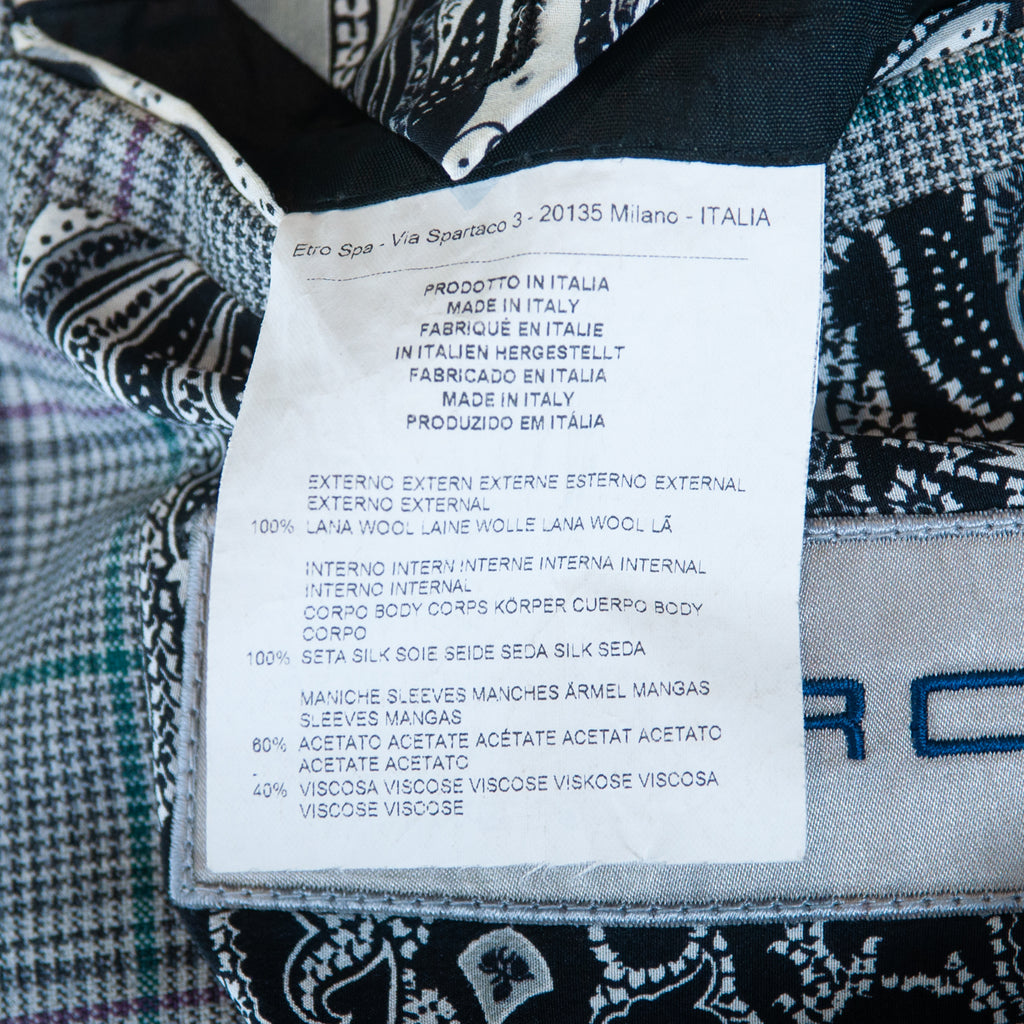 Etro Spa - Via Spartaco 3 - 20135 Milano - ITALIA
PRODOTTO IN ITALIA
MADE IN ITALY
FABRIQUÉ EN ITALIE
IN ITALIEN HERGESTELLT
FABRICADO EN ITALIA
MADE IN ITALY
PRODUZIDO EM ITÁLIA
EXTERNO EXTERN EXTERNE ESTERNO EXTERNAL
EXTERNO EXTERNAL
100% LANA WOOL LAINE WOLLE LANA WOOL LÃ
INTERNO INTERN INTERNE INTERNA INTERNAL
INTERNO INTERNAL
CORPO BODY CORPS KÖRPER CUERPO BODY
CORPO
100% SETA SILK SOIE SEIDE SEDA SILK SEDA
MANICHE SLEEVES MANCHES ÄRMEL MANGAS
SLEEVES MANGAS
60% ACETATO ACETATE ACÉTATE ACETAT ACETATO
ACETATE ACETATO
40% VISCOSA VISCOSE VISCOSE VISKOSE VISCOSA
VISCOSE VISCOSE